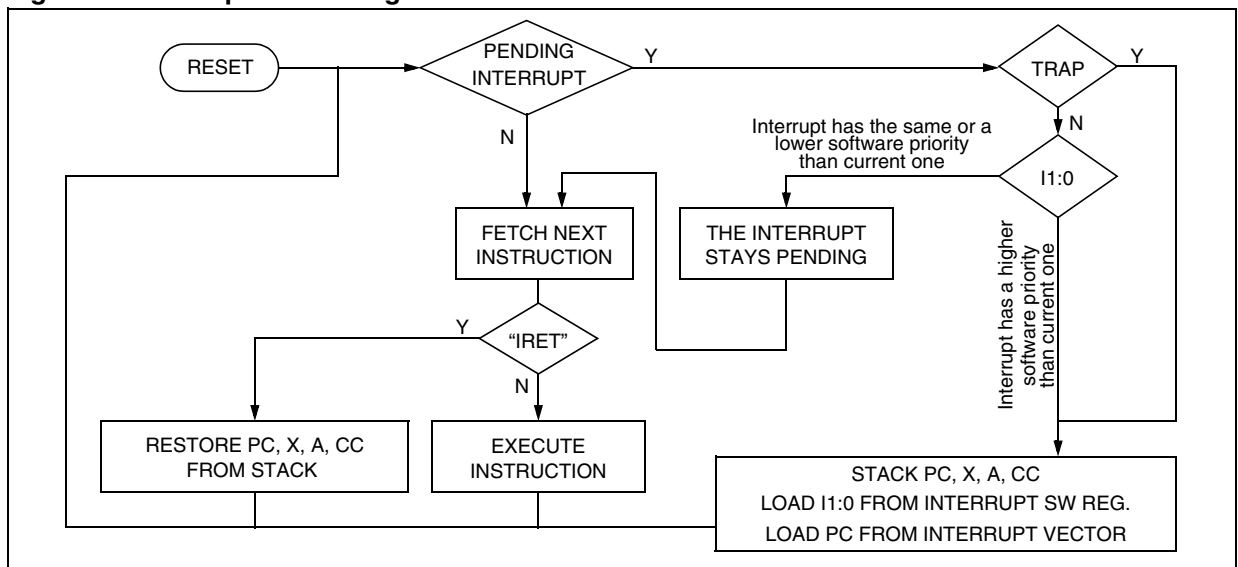 RESET
PENDING
INTERRUPT
Y
TRAP
Y
N
N
Interrupt has the same or a
lower software priority
than current one
I1:0
FETCH NEXT
INSTRUCTION
THE INTERRUPT
STAYS PENDING
Interrupt has a higher
software priority
than current one
Y
“IRET”
N
RESTORE PC, X, A, CC
FROM STACK
EXECUTE
INSTRUCTION
STACK PC, X, A, CC
LOAD I1:0 FROM INTERRUPT SW REG.
LOAD PC FROM INTERRUPT VECTOR